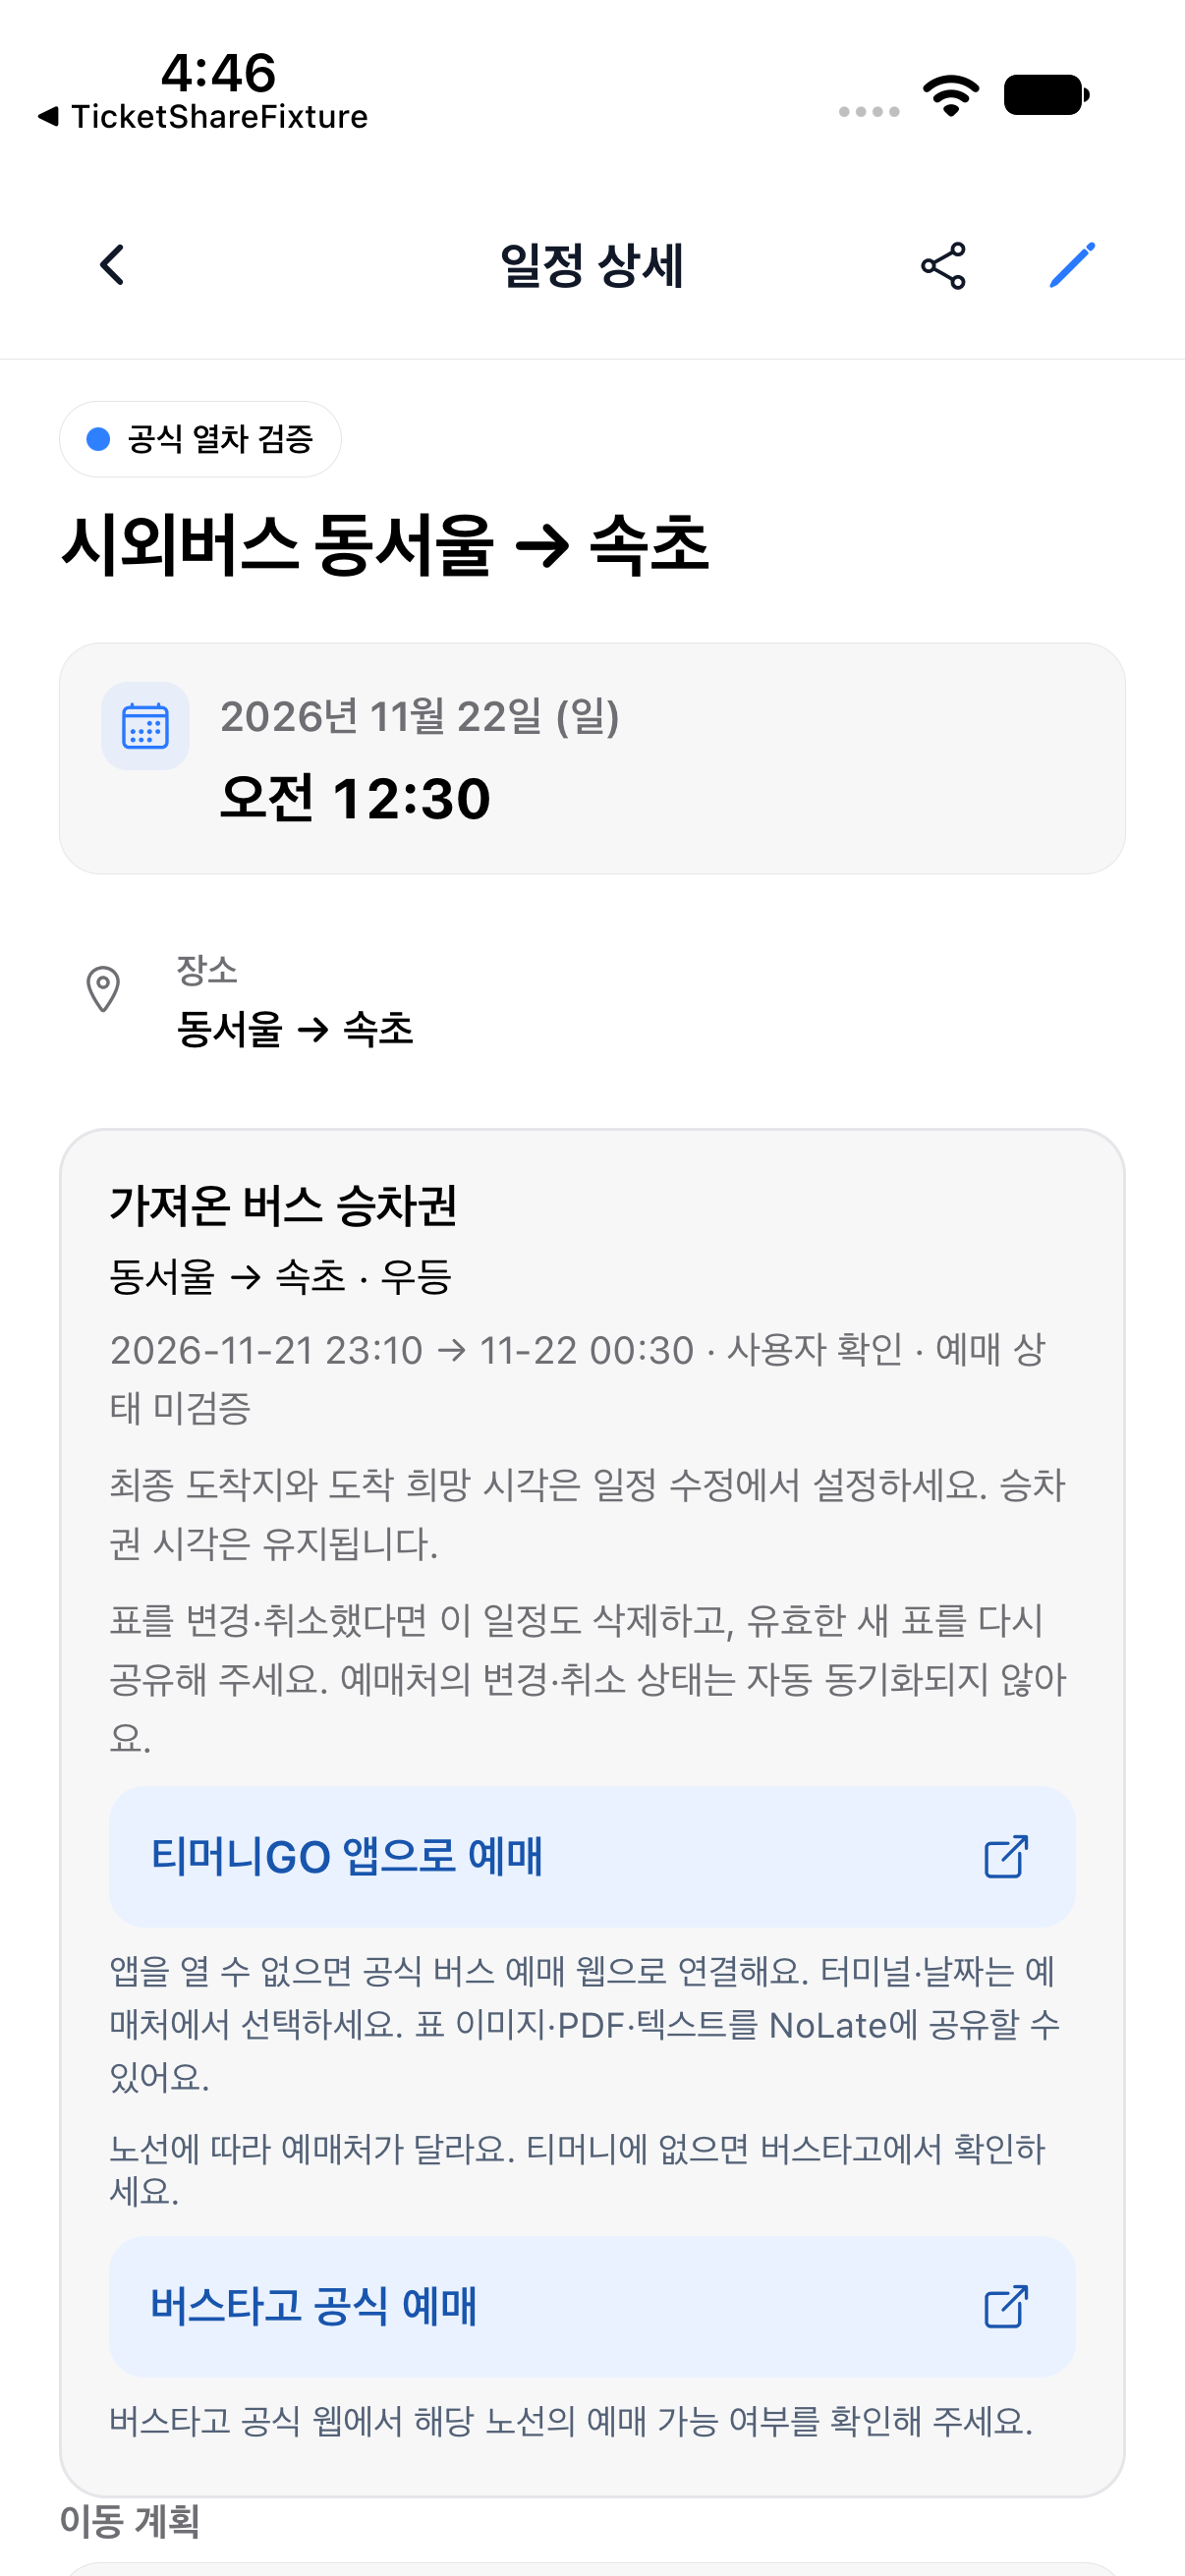 4:46
◀ TicketShareFixture
일정 상세
공식 열차 검증
시외버스 동서울 → 속초
2026년 11월 22일 (일)
오전 12:30
장소
동서울 → 속초
가져온 버스 승차권
동서울 → 속초 · 우등
2026-11-21 23:10 → 11-22 00:30 · 사용자 확인 · 예매 상
태 미검증
최종 도착지와 도착 희망 시각은 일정 수정에서 설정하세요. 승차
권 시각은 유지됩니다.
표를 변경·취소했다면 이 일정도 삭제하고, 유효한 새 표를 다시
공유해 주세요. 예매처의 변경·취소 상태는 자동 동기화되지 않아
요.
티머니GO 앱으로 예매
앱을 열 수 없으면 공식 버스 예매 웹으로 연결해요. 터미널·날짜는 예
매처에서 선택하세요. 표 이미지·PDF·텍스트를 NoLate에 공유할 수
있어요.
노선에 따라 예매처가 달라요. 티머니에 없으면 버스타고에서 확인하
세요.
버스타고 공식 예매
버스타고 공식 웹에서 해당 노선의 예매 가능 여부를 확인해 주세요.
이동 계획